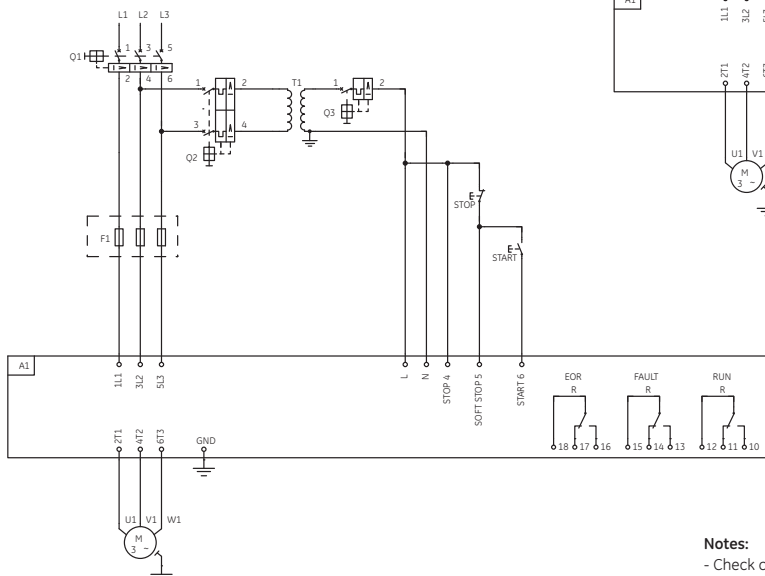 L1 L2 L3
A1
1L1
3L2
Q1
1 3 5
2 4 6
1 2
T1
1 2
Q3
3 4
Q2
2T1
4T2
U1 V1
M
3 ~
STOP
F1
START
A1
1L1
3L2
5L3
L
N
STOP 4
SOFT STOP 5
START 6
EOR
R
18 17 16
FAULT
R
15 14 13
RUN
R
12 11 10
2T1
4T2
6T3
GND
U1 V1 W1
M
3 ~
Notes: